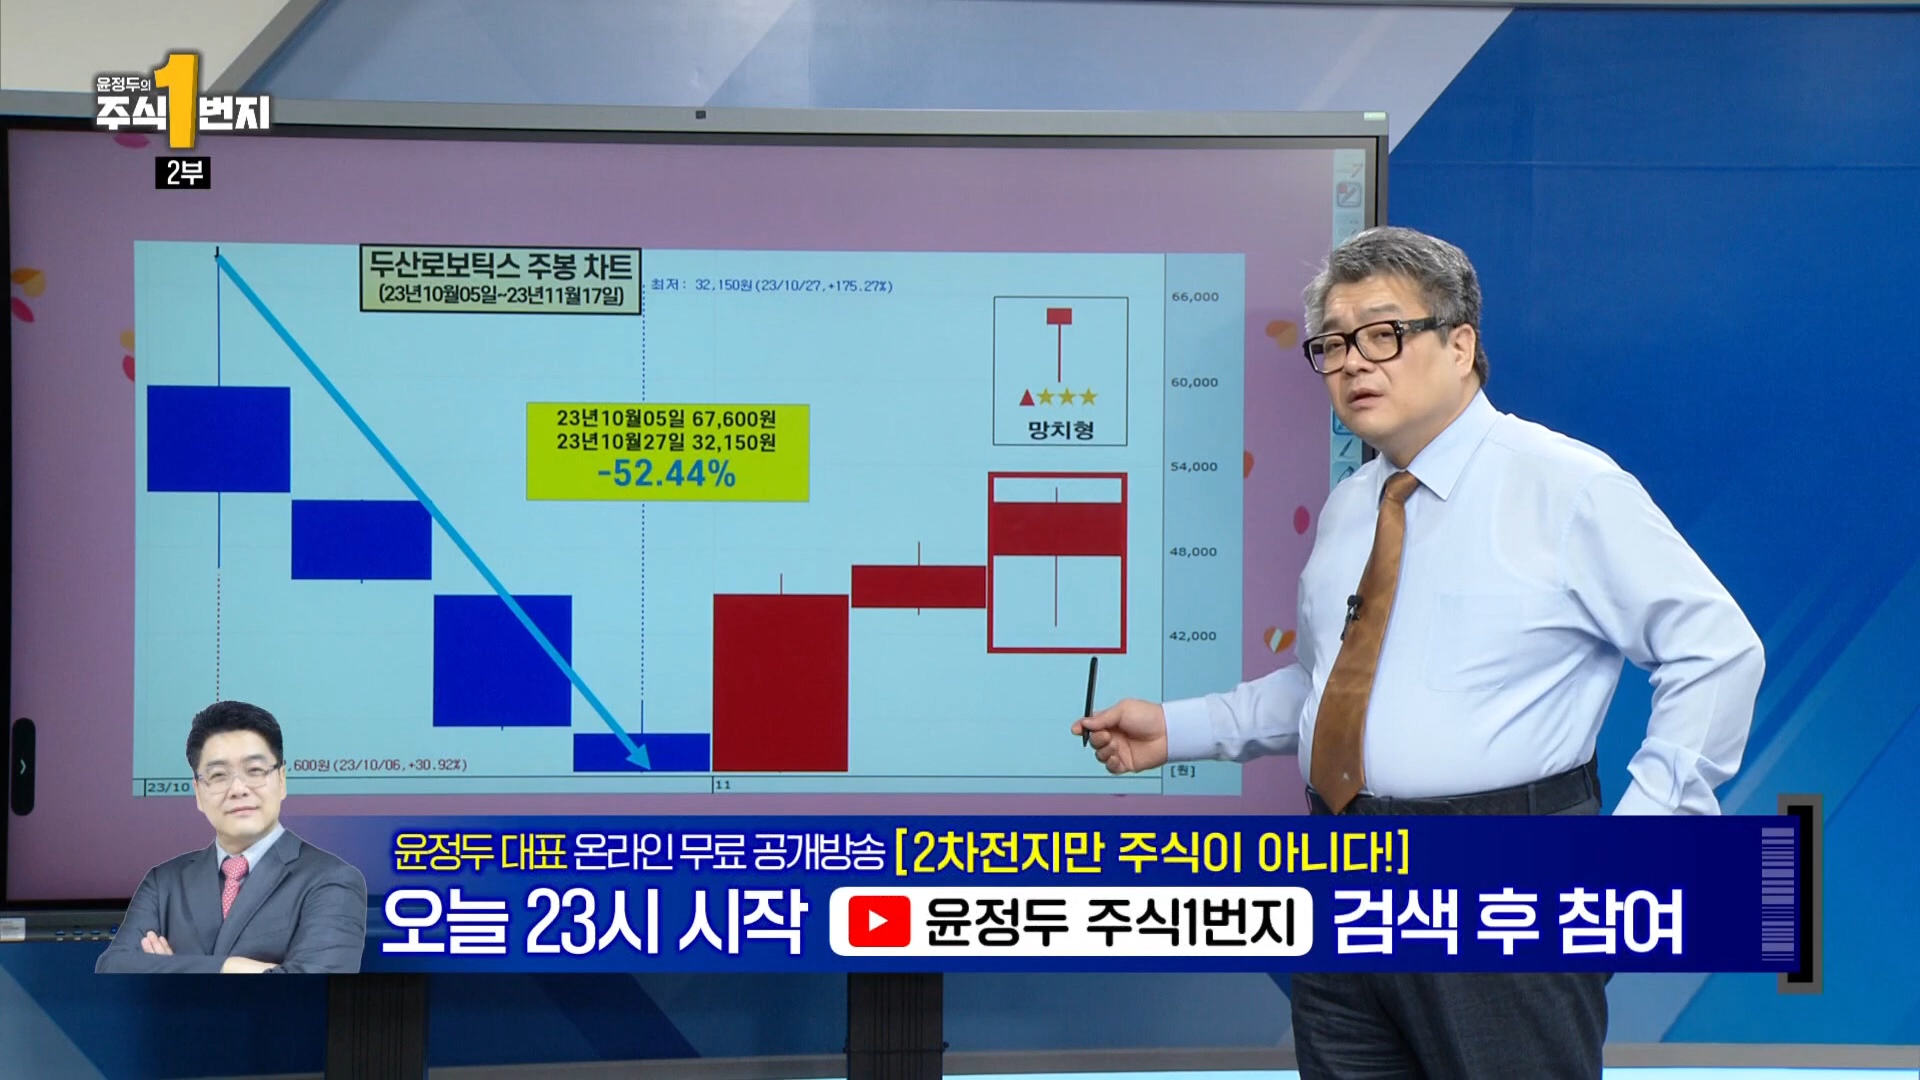 윤정두의
주식1번지
2부
두산로보틱스 주봉 차트
(23년10월05일~23년11월17일)
최저: 32,150원(23/10/27,+175.27%)
66,000
60,000
망치형
23년10월05일 67,600원
23년10월27일 32,150원
-52.44%
54,000
48,000
42,000
,600원(23/10/06,+30.92%)
[원]
23/10
11
윤정두 대표 온라인 무료 공개방송 [2차전지만 주식이 아니다!]
오늘 23시 시작 윤정두 주식1번지 검색 후 참여